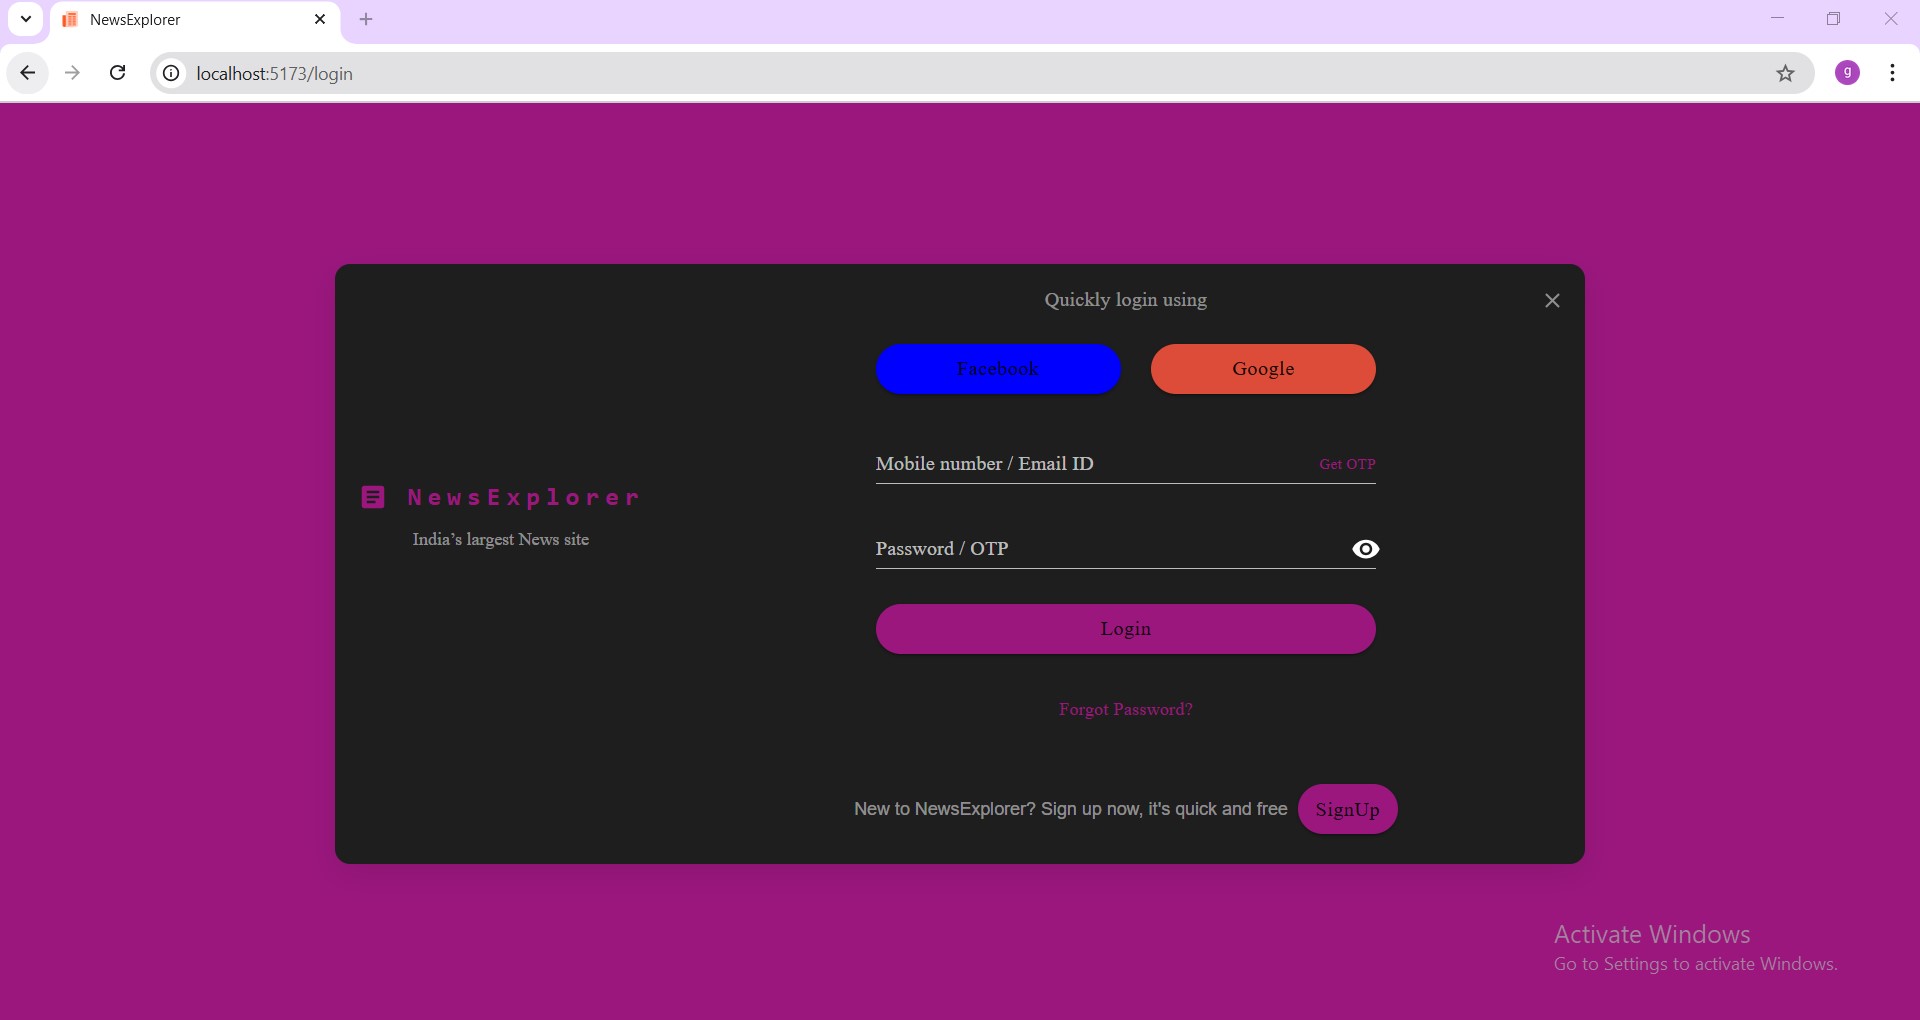 NewsExplorer
localhost:5173/login
g
Quickly login using
Facebook
Google
Mobile number / Email ID
Get OTP
NewsExplorer
India’s largest News site
Password / OTP
Login
Forgot Password?
New to NewsExplorer? Sign up now, it's quick and free
SignUp
Activate Windows
Go to Settings to activate Windows.